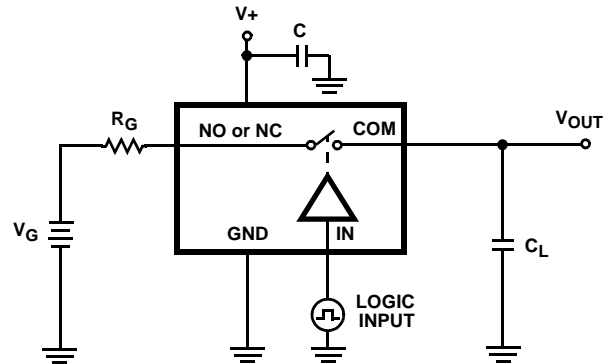 V+
C
RG
NO or NC
COM
VOUT
VG
GND
IN
CL
LOGIC
INPUT